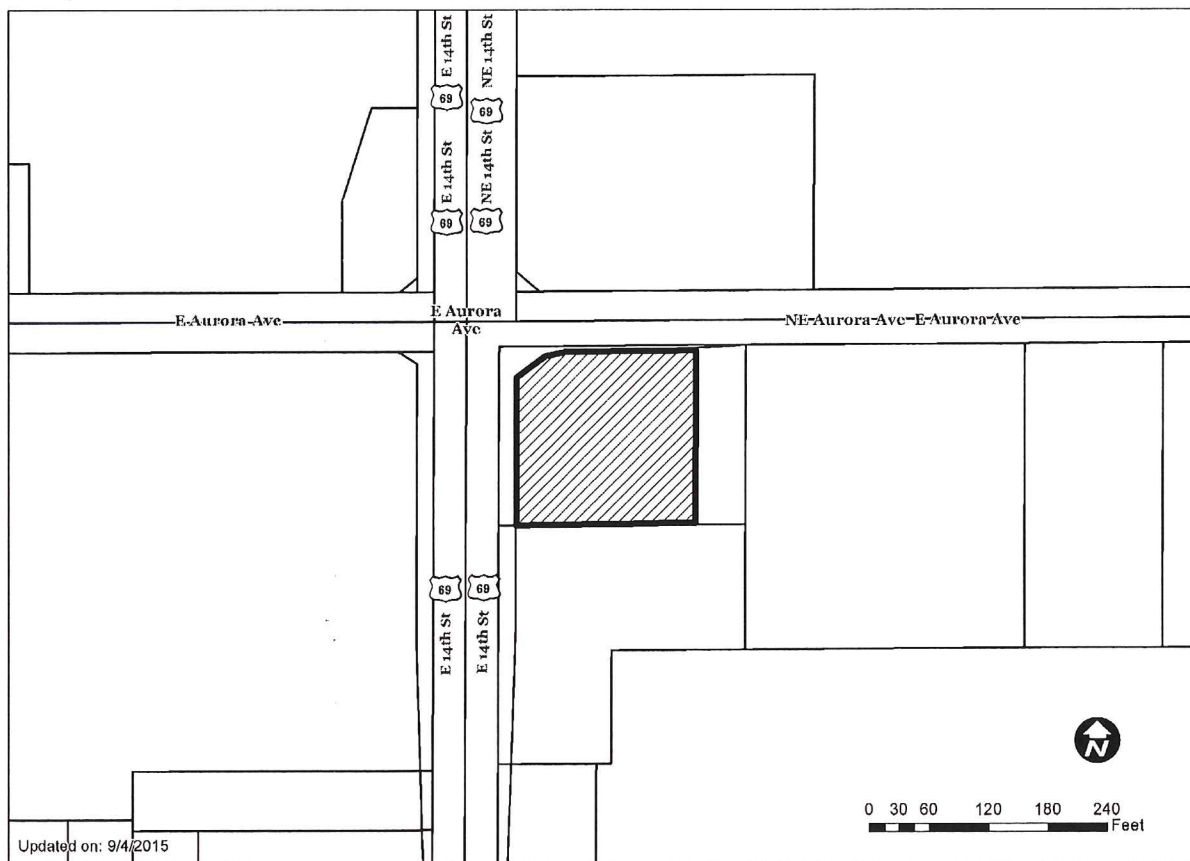 E 14th St
NE 14th St
69
69
E 14th St
NE 14th St
69
69
E Aurora Ave
E Aurora
Ave
NE Aurora Ave E Aurora Ave
69
69
E 14th St
E 14th St
N
0 30 60 120 180 240
Feet
Updated on: 9/4/2015